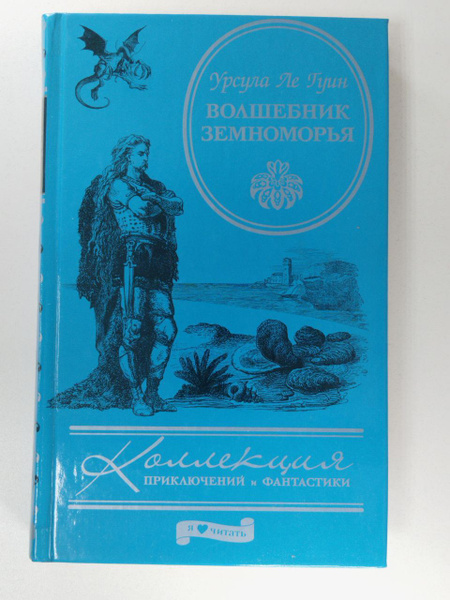 Урсула Ле Гуин
ВОЛШЕБНИК
ЗЕМНОМОРЬЯ
Коллекция
ПРИКЛЮЧЕНИЙ и ФАНТАСТИКИ
я ♥ читать